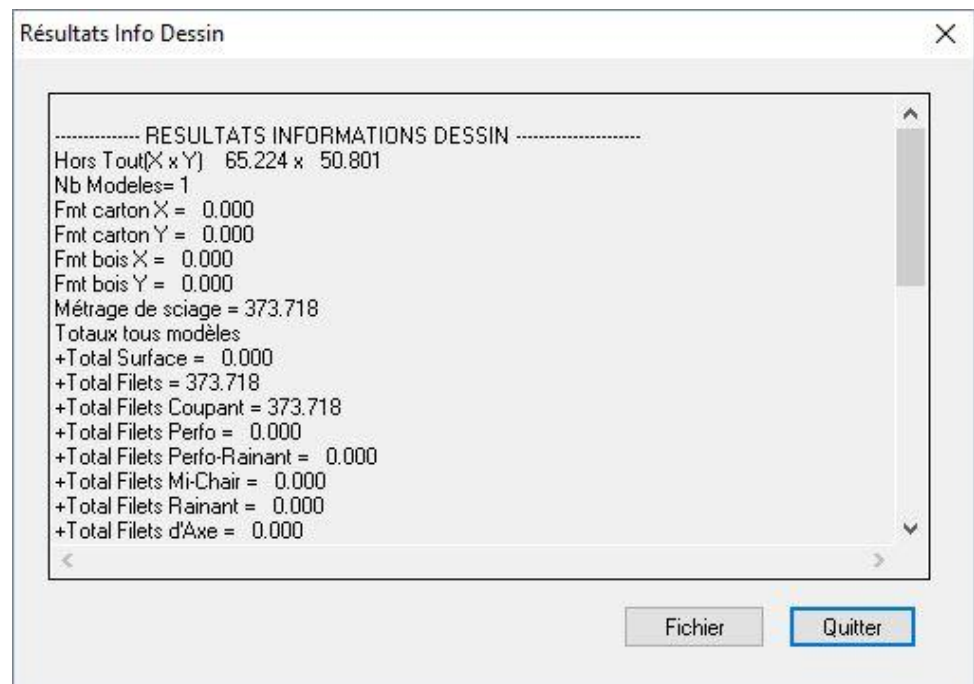 Résultats Info Dessin
-------------- RESULTATS INFORMATIONS DESSIN ---------------------
Hors Tout(X x Y) 65.224 x 50.801
Nb Modeles= 1
Fmt carton X = 0.000
Fmt carton Y = 0.000
Fmt bois X = 0.000
Fmt bois Y = 0.000
Métrage de sciage = 373.718
Totaux tous modèles
+Total Surface = 0.000
+Total Filets = 373.718
+Total Filets Coupant = 373.718
+Total Filets Perfo = 0.000
+Total Filets Perfo-Rainant = 0.000
+Total Filets Mi-Chair = 0.000
+Total Filets Rainant = 0.000
+Total Filets d'Axe = 0.000
Fichier
Quitter